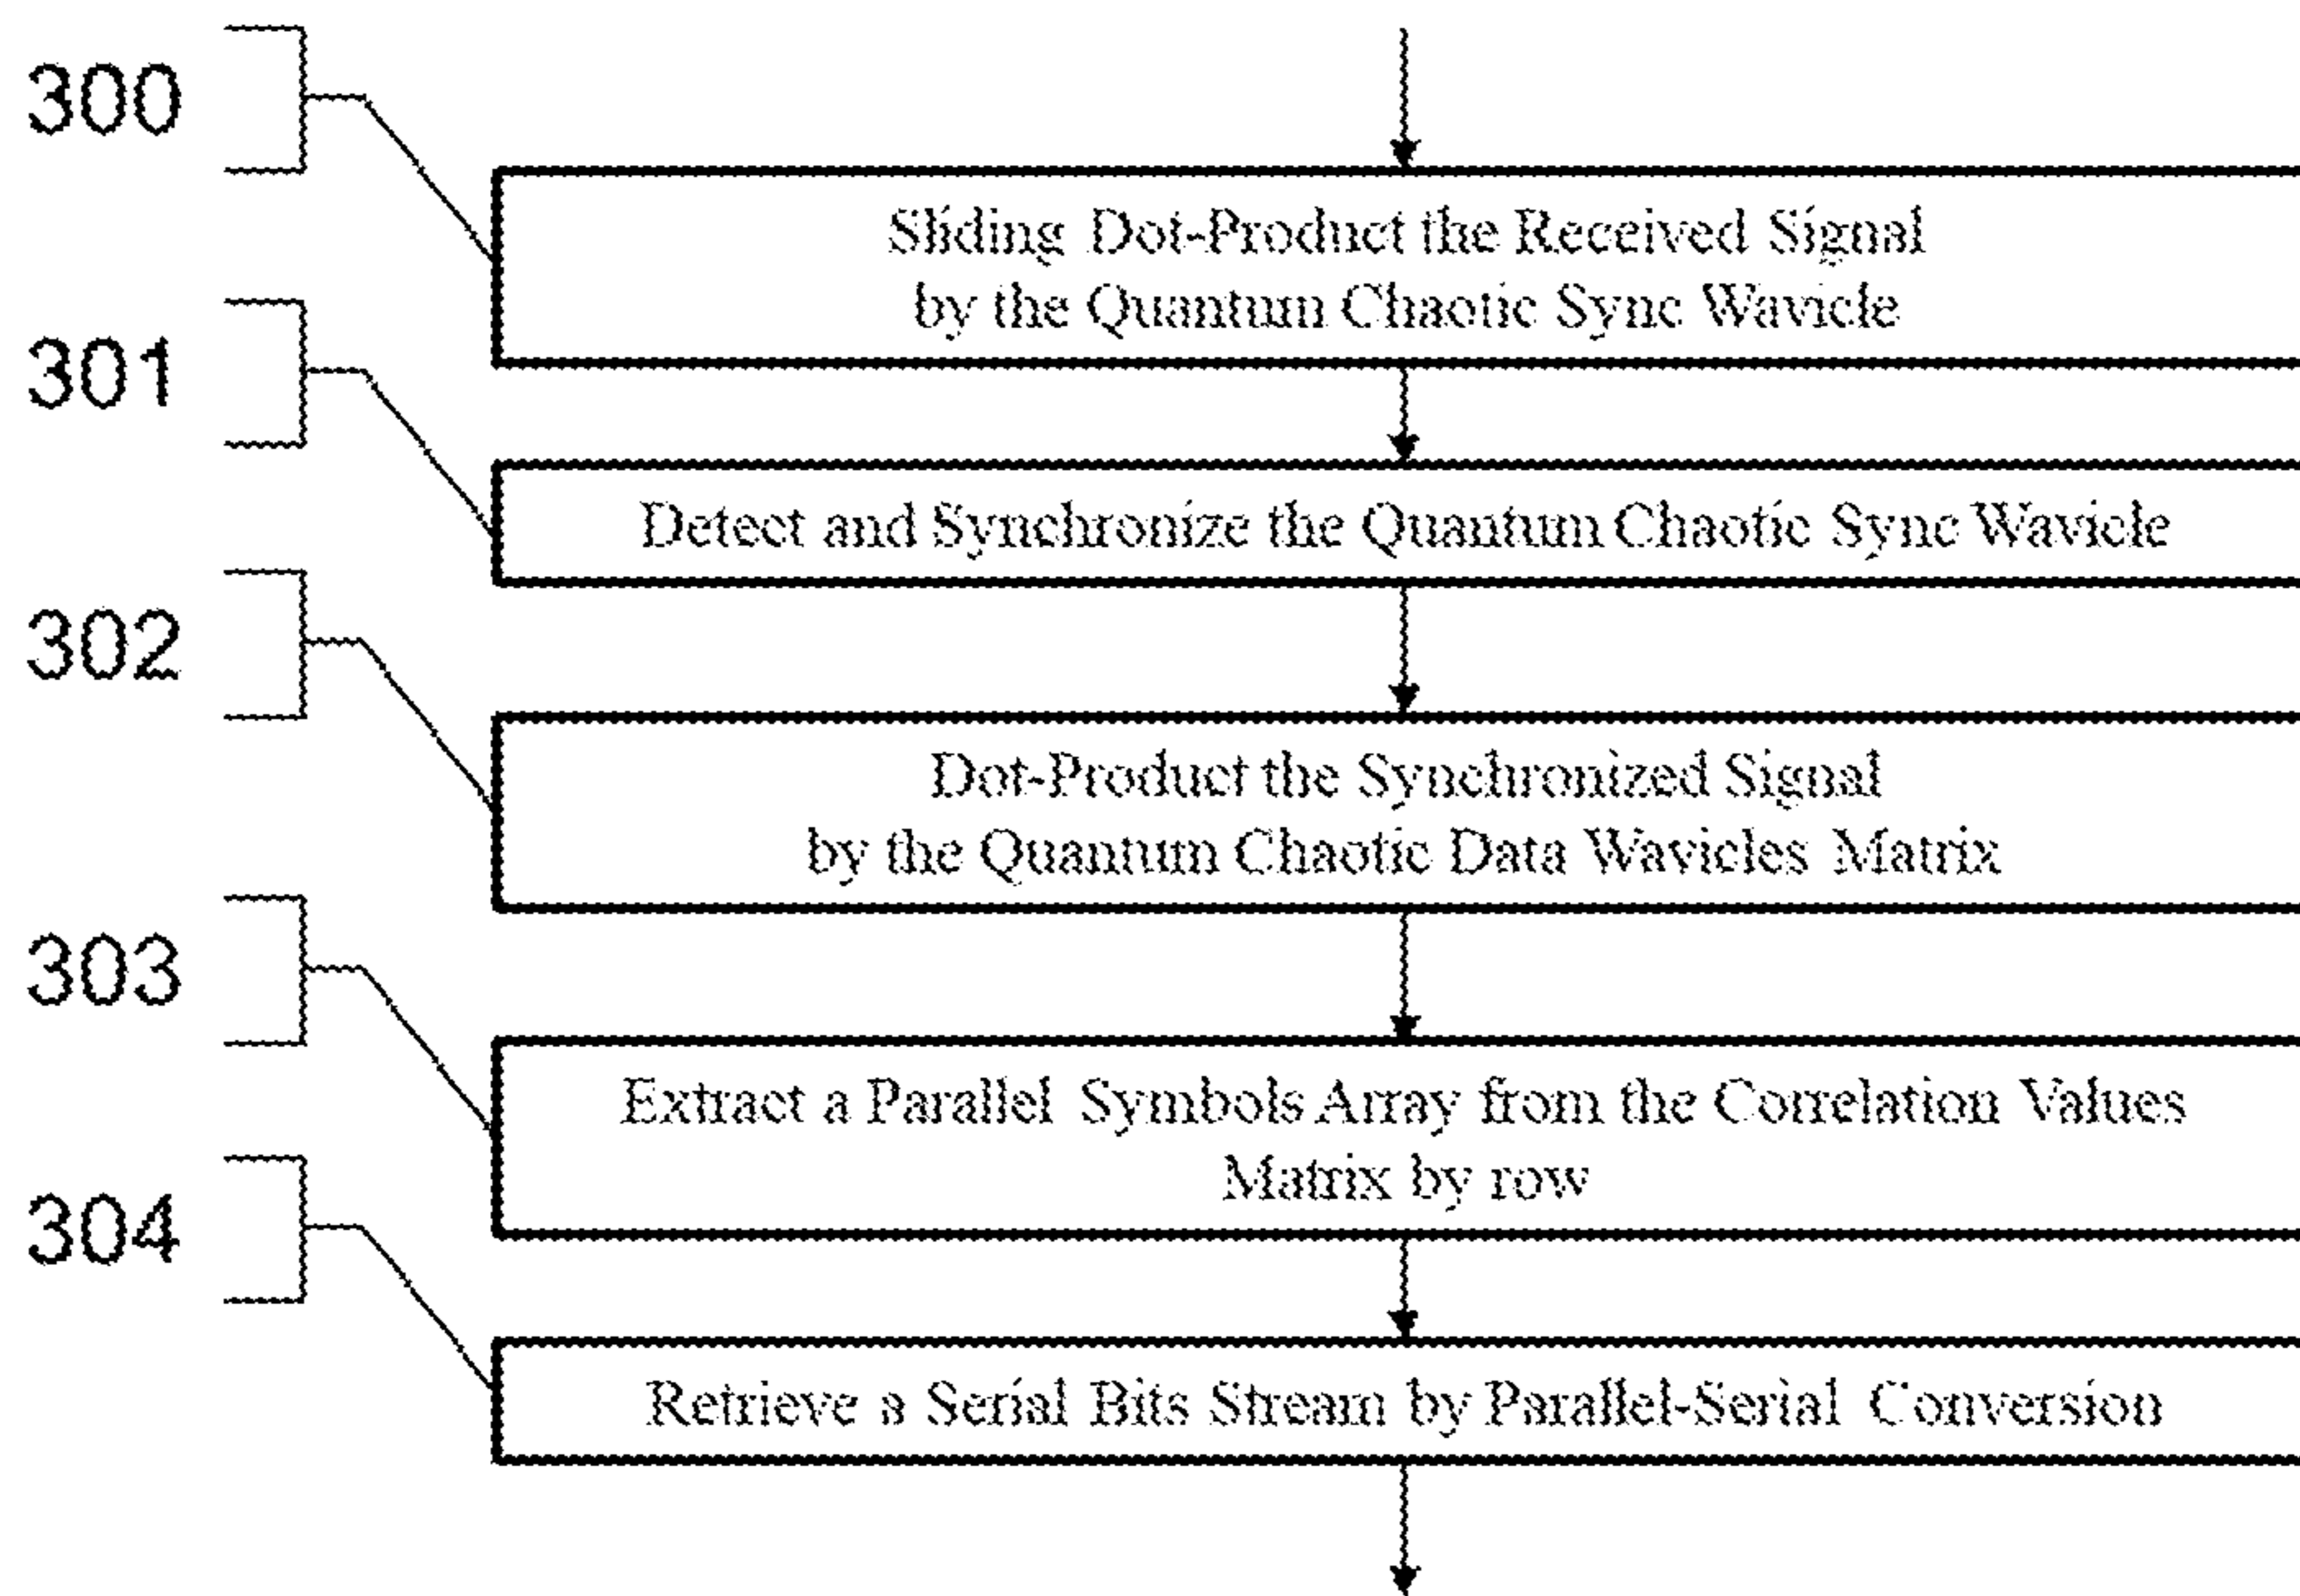 300
Sliding Dot-Product the Received Signal
by the Quantum Chaotic Sync Wavicle
301
Detect and Synchronize the Quantum Chaotic Sync Wavicle
302
Dot-Product the Synchronized Signal
by the Quantum Chaotic Data Wavicles Matrix
303
Extract a Parallel Symbols Array from the Correlation Values
Matrix by row
304
Retrieve a Serial Bits Stream by Parallel-Serial Conversion